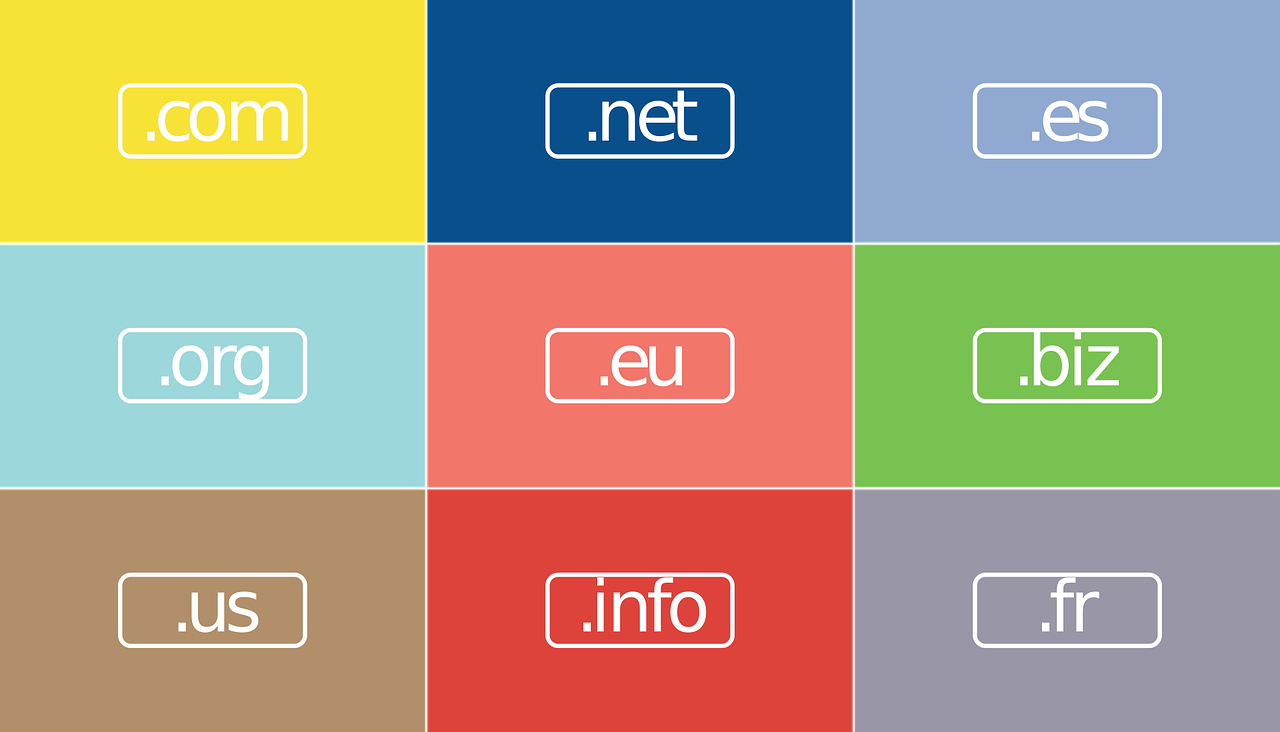 .com
.net
.es
.org
.eu
.biz
.us
.info
.fr